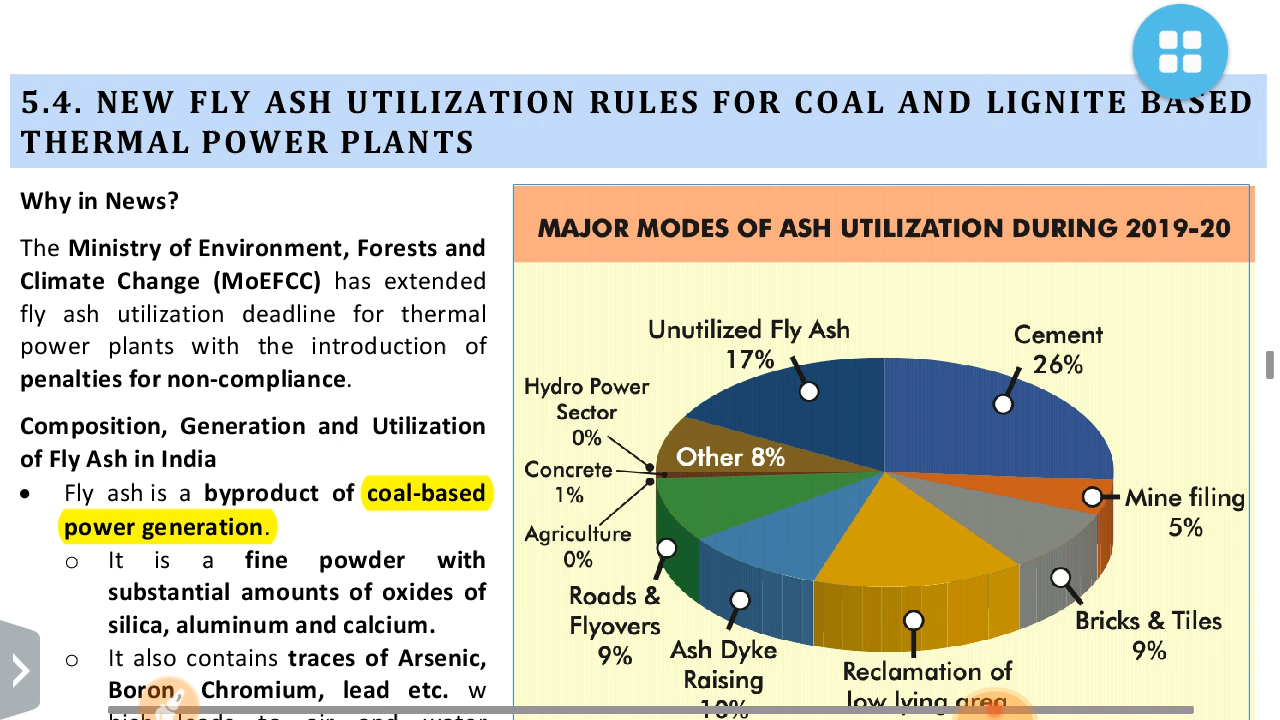 5.4. NEW FLY ASH UTILIZATION RULES FOR COAL AND LIGNITE BASED
THERMAL POWER PLANTS
Why in News?
The Ministry of Environment, Forests and
Climate Change (MoEFCC) has extended
fly ash utilization deadline for thermal
power plants with the introduction of
penalties for non-compliance.
Composition, Generation and Utilization
of Fly Ash in India
• Fly ash is a byproduct of coal-based
power generation.
o It is a fine powder with
substantial amounts of oxides of
silica, aluminum and calcium.
o It also contains traces of Arsenic,
Boron, Chromium, lead etc. w
MAJOR MODES OF ASH UTILIZATION DURING 2019-20
Unutilized Fly Ash
17%
Cement
26%
Hydro Power
Sector
0%
Other 8%
Concrete
1%
Agriculture
0%
Mine filing
5%
Roads &
Flyovers
9%
Ash Dyke
Raising
10%
Reclamation of
low lying area
Bricks & Tiles
9%